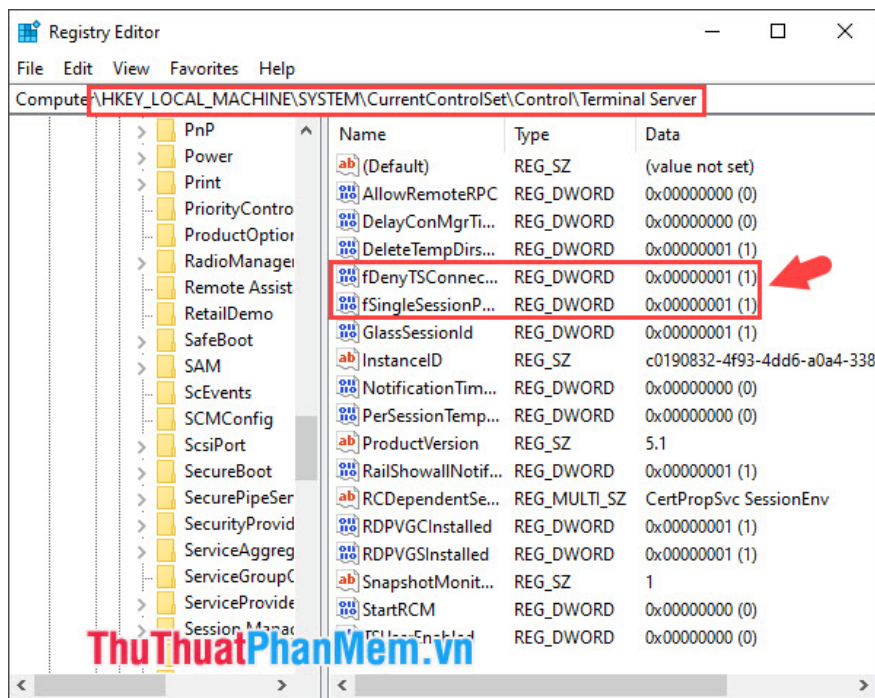 Registry Editor
File Edit View Favorites Help
Computer\HKEY_LOCAL_MACHINE\SYSTEM\CurrentControlSet\Control\Terminal Server
PnP
Power
Print
PriorityContro
ProductOption
RadioManager
Remote Assist
RetailDemo
SafeBoot
SAM
ScEvents
SCMConfig
ScsiPort
SecureBoot
SecurePipeSer
SecurityProvid
ServiceAggreg
ServiceGroupO
ServiceProvide
Session Manag
Name Type Data
(Default) REG_SZ (value not set)
AllowRemoteRPC REG_DWORD 0x00000000 (0)
DelayConMgrTi... REG_DWORD 0x00000000 (0)
DeleteTempDirs... REG_DWORD 0x00000001 (1)
fDenyTSConnec... REG_DWORD 0x00000001 (1)
fSingleSessionP... REG_DWORD 0x00000001 (1)
GlassSessionId REG_DWORD 0x00000001 (1)
InstanceID REG_SZ c0190832-4f93-4dd6-a0a4-338
NotificationTim... REG_DWORD 0x00000000 (0)
PerSessionTemp... REG_DWORD 0x00000000 (0)
ProductVersion REG_SZ 5.1
RailShowallNotif... REG_DWORD 0x00000001 (1)
RCDependentSe... REG_MULTI_SZ CertPropSvc SessionEnv
RDPVGCInstalled REG_DWORD 0x00000001 (1)
RDPVGSInstalled REG_DWORD 0x00000001 (1)
SnapshotMonit... REG_SZ 1
StartRCM REG_DWORD 0x00000000 (0)
TSUserEnabled REG_DWORD 0x00000000 (0)
ThuThuatPhanMem.vn